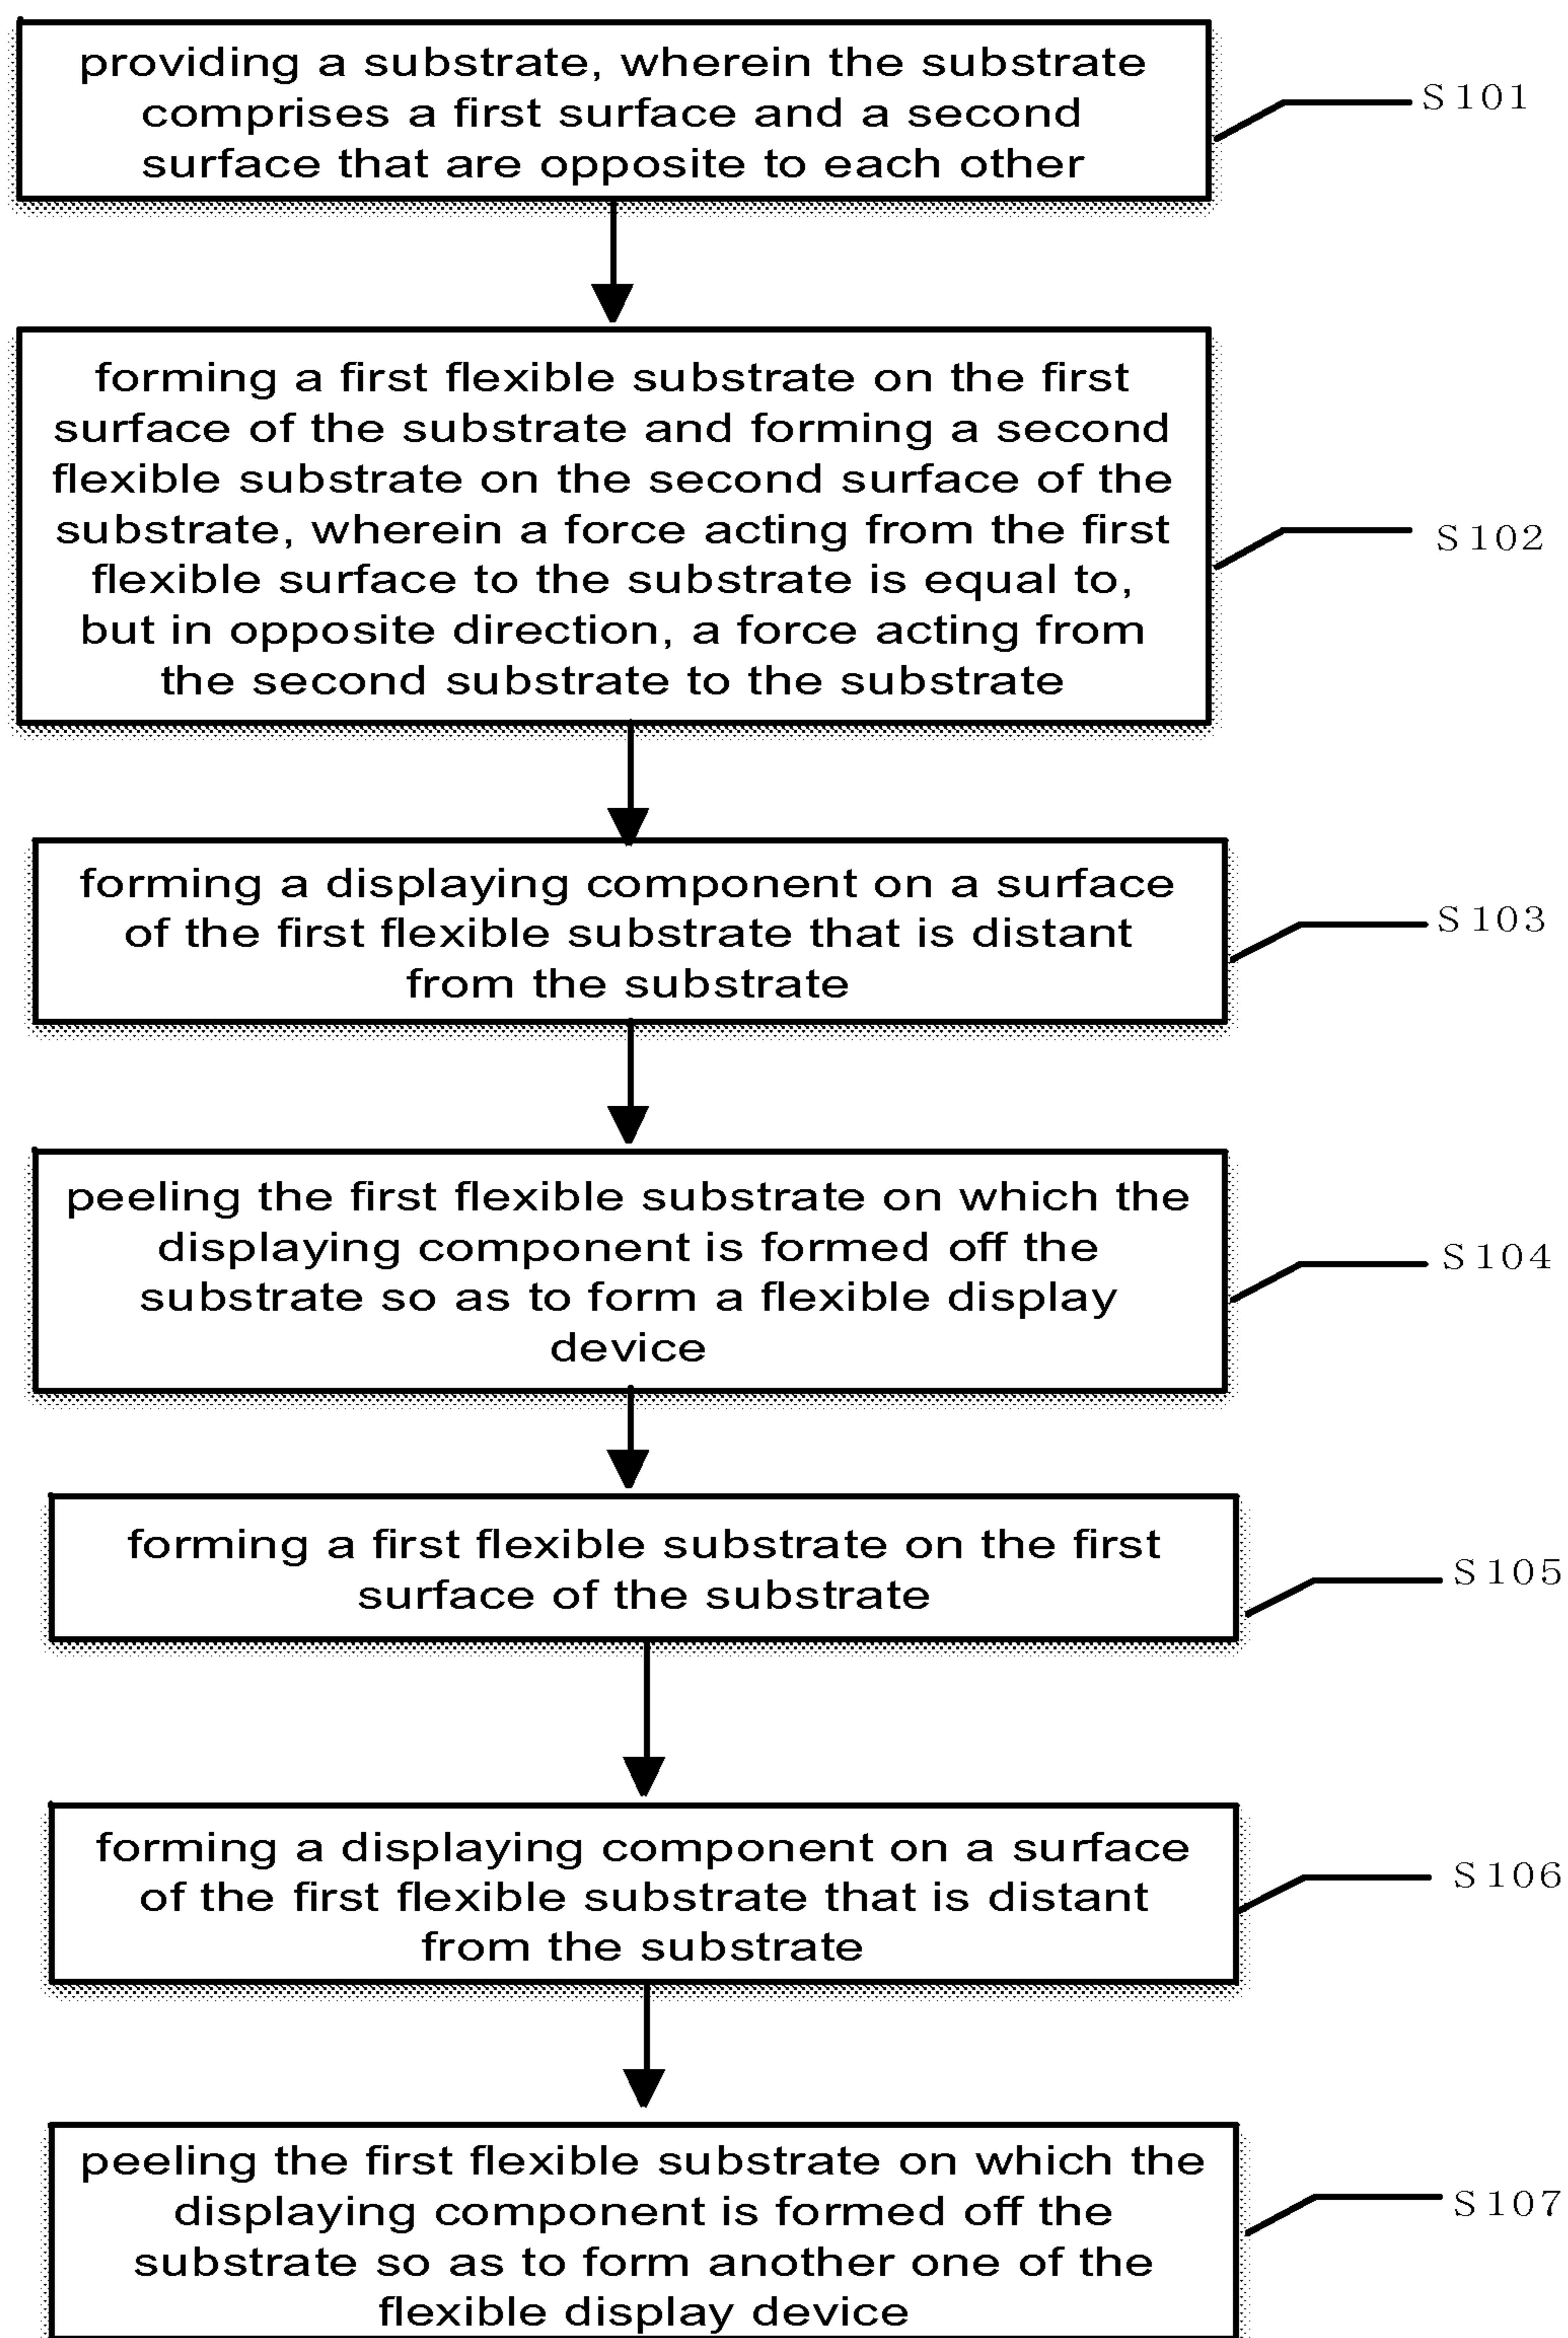 providing a substrate, wherein the substrate
comprises a first surface and a second
surface that are opposite to each other
S101
forming a first flexible substrate on the first
surface of the substrate and forming a second
flexible substrate on the second surface of the
substrate, wherein a force acting from the first
flexible surface to the substrate is equal to,
but in opposite direction, a force acting from
the second substrate to the substrate
S102
forming a displaying component on a surface
of the first flexible substrate that is distant
from the substrate
S103
peeling the first flexible substrate on which the
displaying component is formed off the
substrate so as to form a flexible display
device
S104
forming a first flexible substrate on the first
surface of the substrate
S105
forming a displaying component on a surface
of the first flexible substrate that is distant
from the substrate
S106
peeling the first flexible substrate on which the
displaying component is formed off the
substrate so as to form another one of the
flexible display device
S107